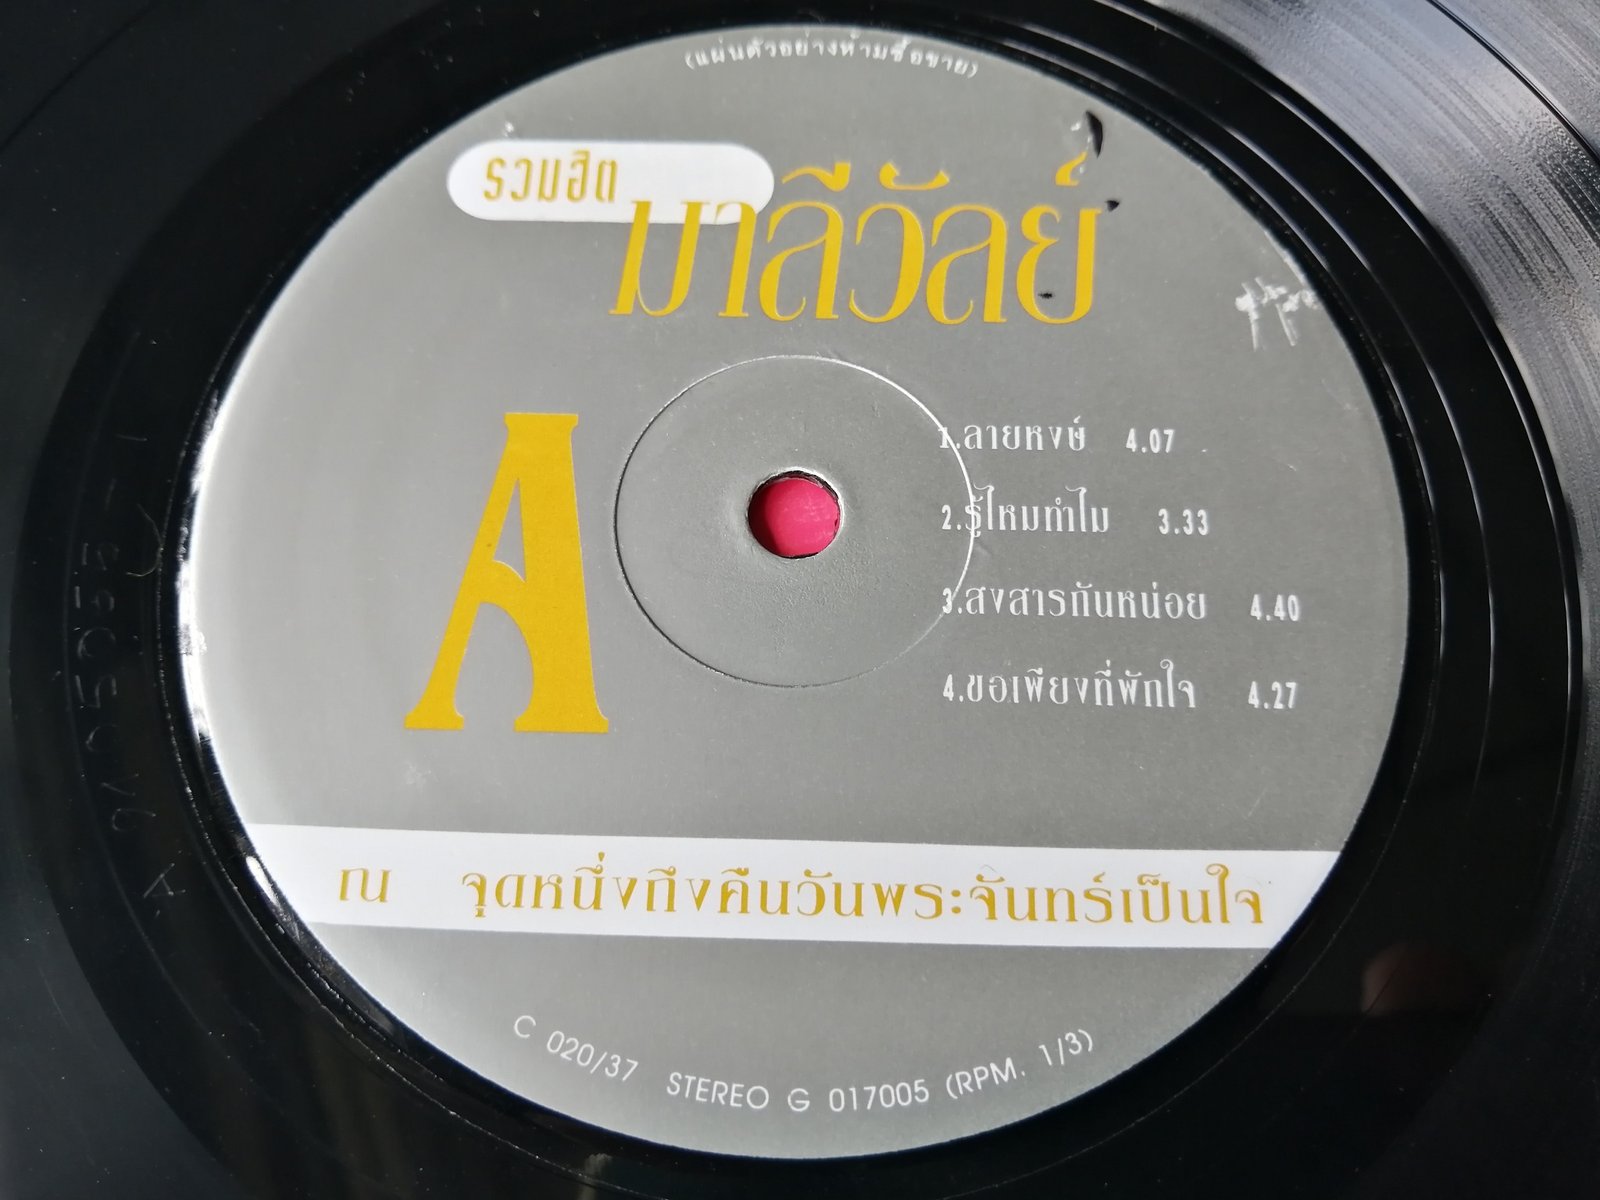 (แผ่นตัวอย่างห้ามซื้อขาย)
รวมฮิต
มาลีวัลย์
A
1.ลายหงษ์ 4.07
2.รู้ไหมทำไม 3.33
3.สงสารกันหน่อย 4.40
4.ขอเพียงที่พักใจ 4.27
ณ จุดหนึ่งถึงคืนวันพระจันทร์เป็นใจ
C 020/37 STEREO G 017005 (RPM. 1/3)